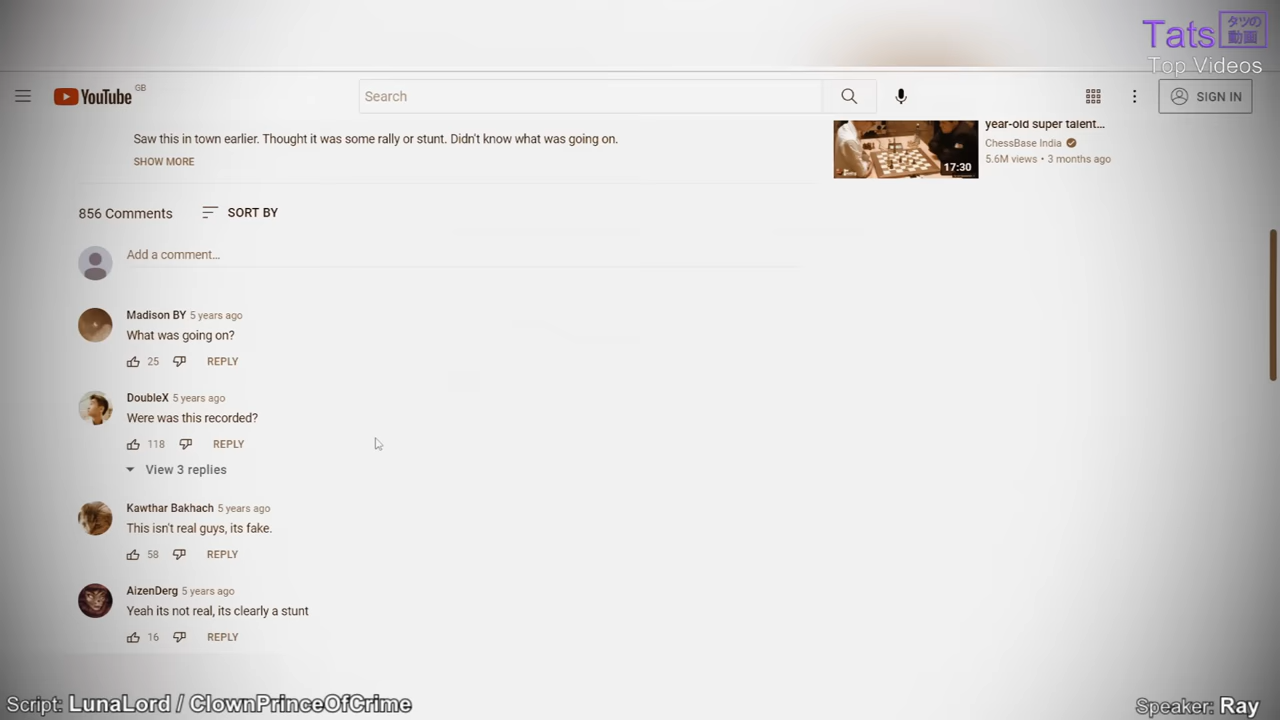 Tats タツの動画
Top Videos
YouTube GB
Search
SIGN IN
Saw this in town earlier. Thought it was some rally or stunt. Didn't know what was going on.
SHOW MORE
year-old super talent...
ChessBase India
5.6M views • 3 months ago
17:30
856 Comments
SORT BY
Add a comment...
Madison BY 5 years ago
What was going on?
25 REPLY
DoubleX 5 years ago
Were was this recorded?
118 REPLY
View 3 replies
Kawthar Bakhach 5 years ago
This isn't real guys, its fake.
58 REPLY
AizenDerg 5 years ago
Yeah its not real, its clearly a stunt
16 REPLY
Script: LunaLord / ClownPrinceOfCrime
Speaker: Ray